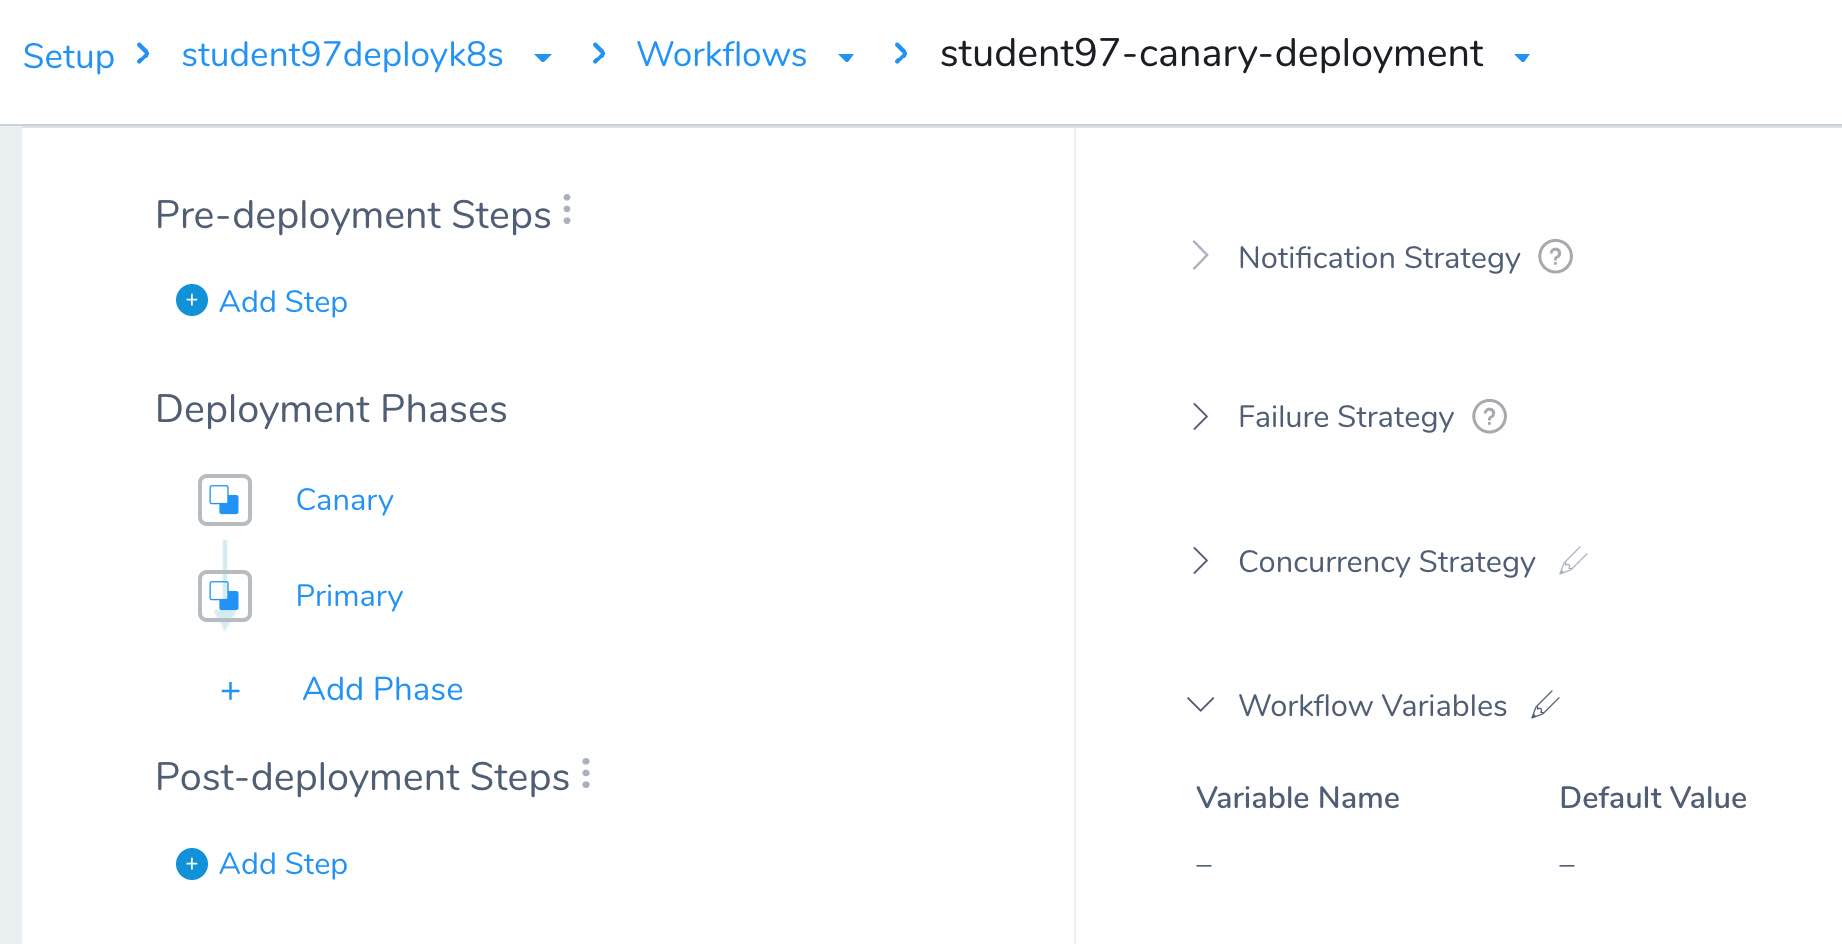 Setup > student97deployk8s > Workflows > student97-canary-deployment
Pre-deployment Steps
+ Add Step
Deployment Phases
Canary
Primary
+ Add Phase
Post-deployment Steps
+ Add Step
Notification Strategy ?
Failure Strategy ?
Concurrency Strategy
Workflow Variables
Variable Name Default Value
– –